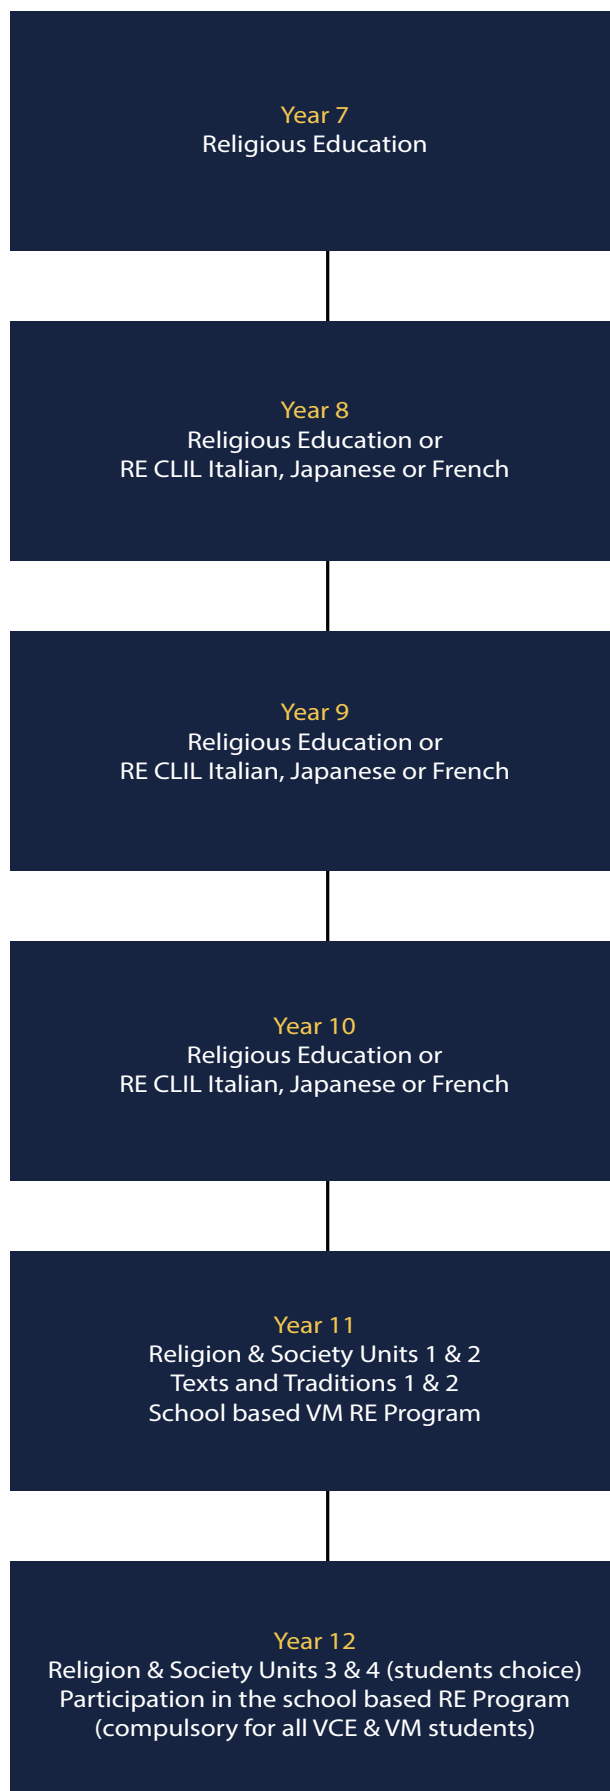 Year 7
Religious Education
Year 8
Religious Education or
RE CLIL Italian, Japanese or French
Year 9
Religious Education or
RE CLIL Italian, Japanese or French
Year 10
Religious Education or
RE CLIL Italian, Japanese or French
Year 11
Religion & Society Units 1 & 2
Texts and Traditions 1 & 2
School based VM RE Program
Year 12
Religion & Society Units 3 & 4 (students choice)
Participation in the school based RE Program
(compulsory for all VCE & VM students)